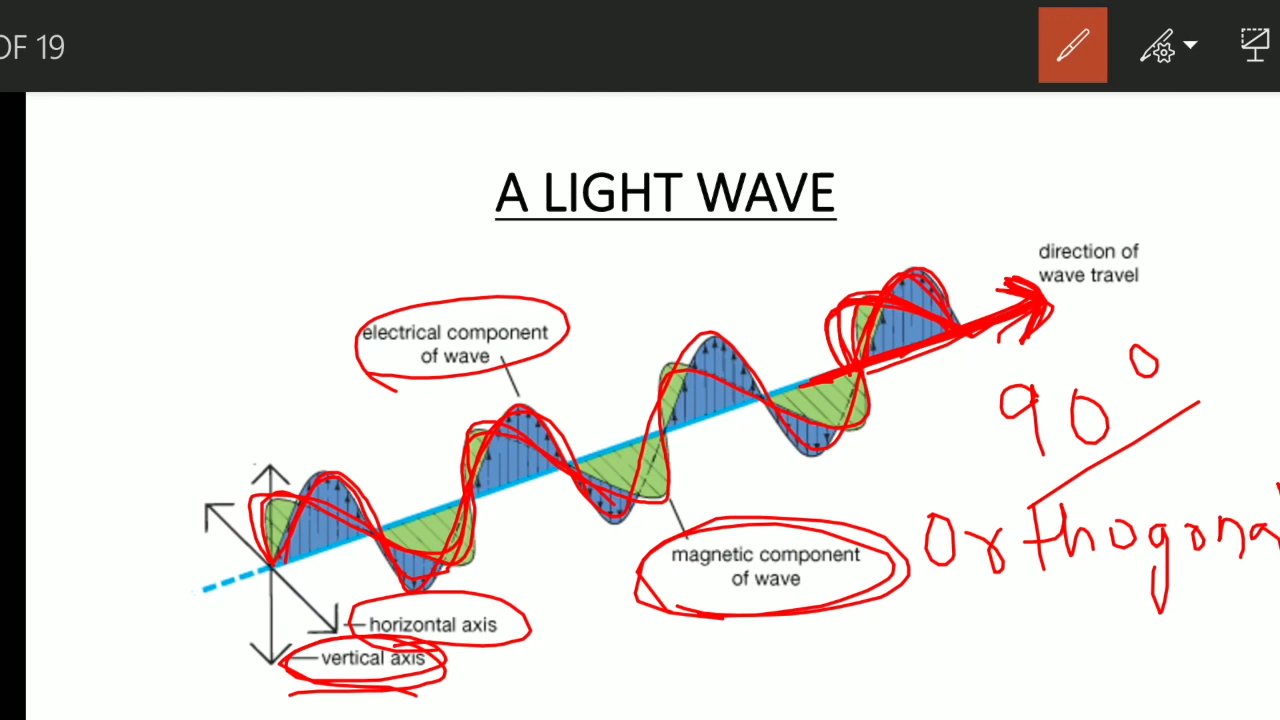 OF 19
A LIGHT WAVE
direction of
wave travel
electrical component
of wave
90°
Orthogona
magnetic component
of wave
horizontal axis
vertical axis